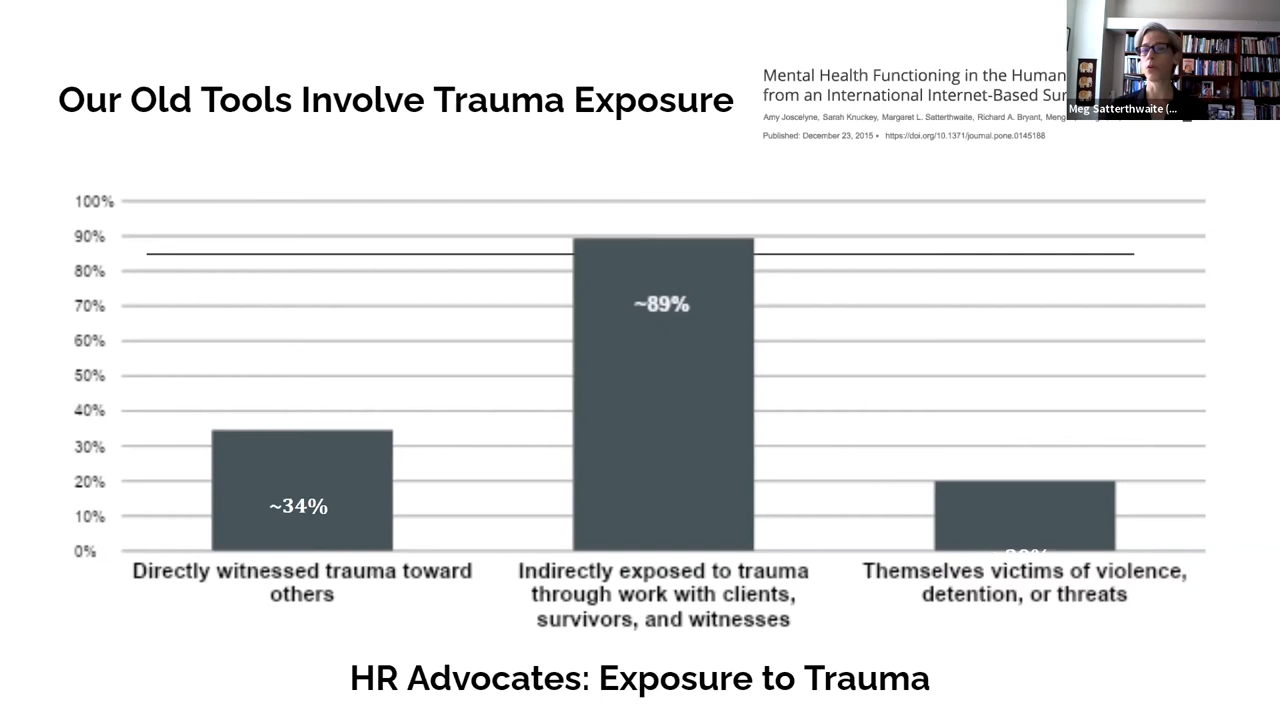 Our Old Tools Involve Trauma Exposure
Mental Health Functioning in the Human
from an International Internet-Based Sur
Amy Joscelyne, Sarah Knuckey, Margaret L. Satterthwaite, Richard A. Bryant, Meng
Published: December 23, 2015 • https://doi.org/10.1371/journal.pone.0145188
Meg Satterthwaite (...
100%
90%
80%
70%
60%
50%
40%
30%
20%
10%
0%
~34%
~89%
Directly witnessed trauma toward
others
Indirectly exposed to trauma
through work with clients,
survivors, and witnesses
Themselves victims of violence,
detention, or threats
HR Advocates: Exposure to Trauma